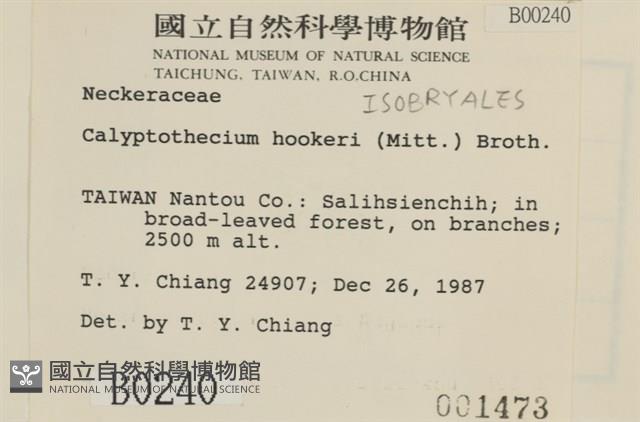 B00240
國立自然科學博物館
NATIONAL MUSEUM OF NATURAL SCIENCE
TAICHUNG, TAIWAN, R.O.CHINA
Neckeraceae
ISOBRYALES
Calyptothecium hookeri (Mitt.) Broth.
TAIWAN Nantou Co.: Salihsienchih; in
broad-leaved forest, on branches;
2500 m alt.
T. Y. Chiang 24907; Dec 26, 1987
Det. by T. Y. Chiang
國立自然科學博物館
NATIONAL MUSEUM OF NATURAL SCIENCE
B0240
001473